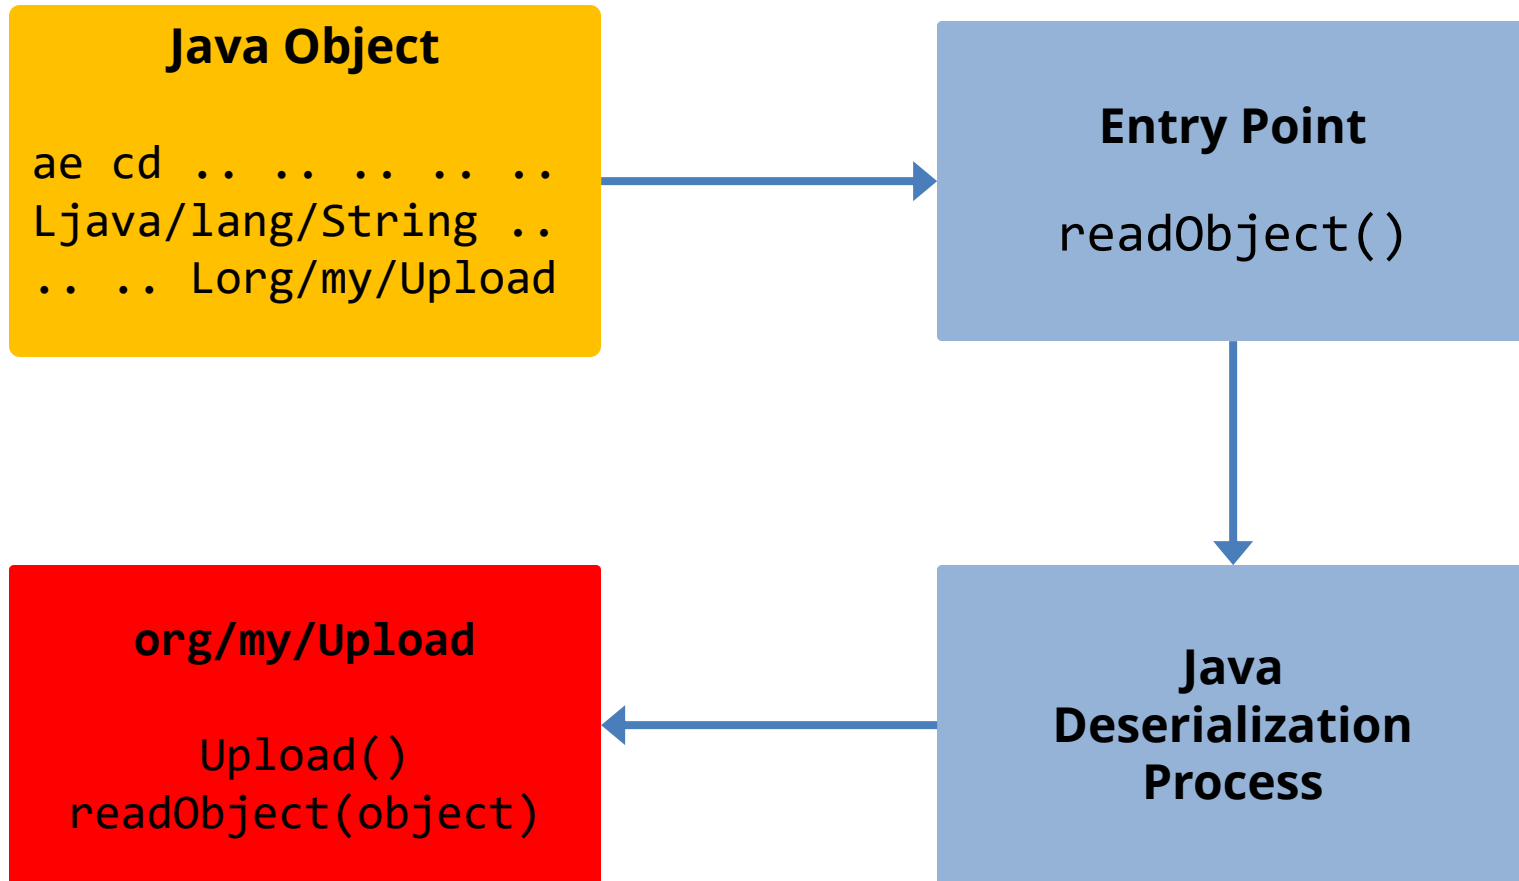 Java Object
ae cd .. .. .. .. ..
Ljava/lang/String ..
.. .. Lorg/my/Upload
Entry Point
readObject()
org/my/Upload
Upload()
readObject(object)
Java
Deserialization
Process